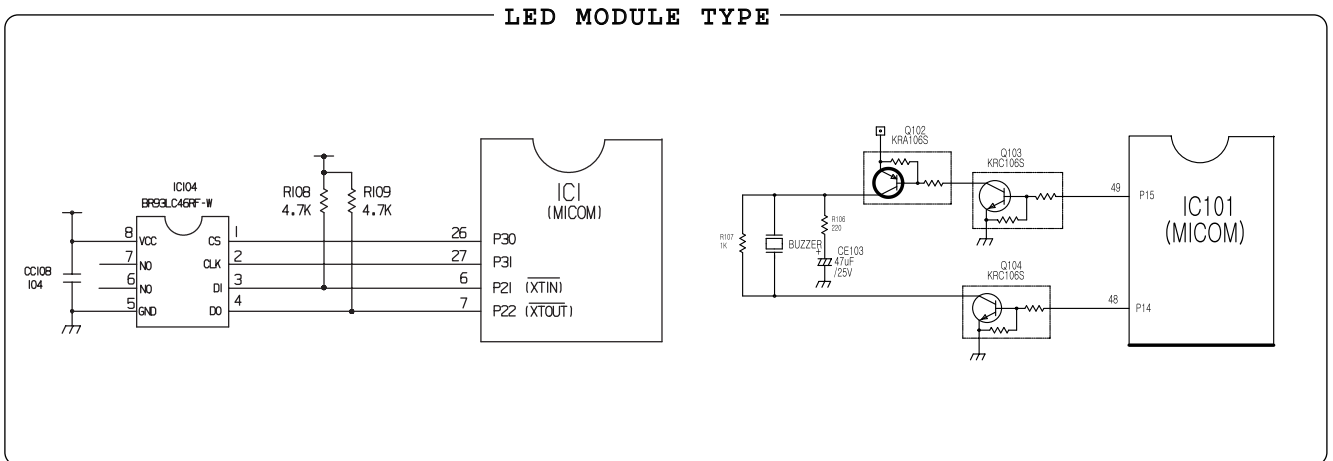 LED MODULE TYPE
IC104
BR93LC46RF-W
8
VCC
CS
1
7
NO
CLK
2
6
NO
DI
3
5
GND
DO
4
CC108
104
R108
4.7K
R109
4.7K
IC1
(MICOM)
26
P30
27
P31
6
P21 (XTIN)
7
P22 (XTOUT)
Q102
KRA106S
Q103
KRC106S
49
P15
IC101
(MICOM)
R107
1K
BUZZER
R106
220
+
CE103
47uF
/25V
Q104
KRC106S
48
P14